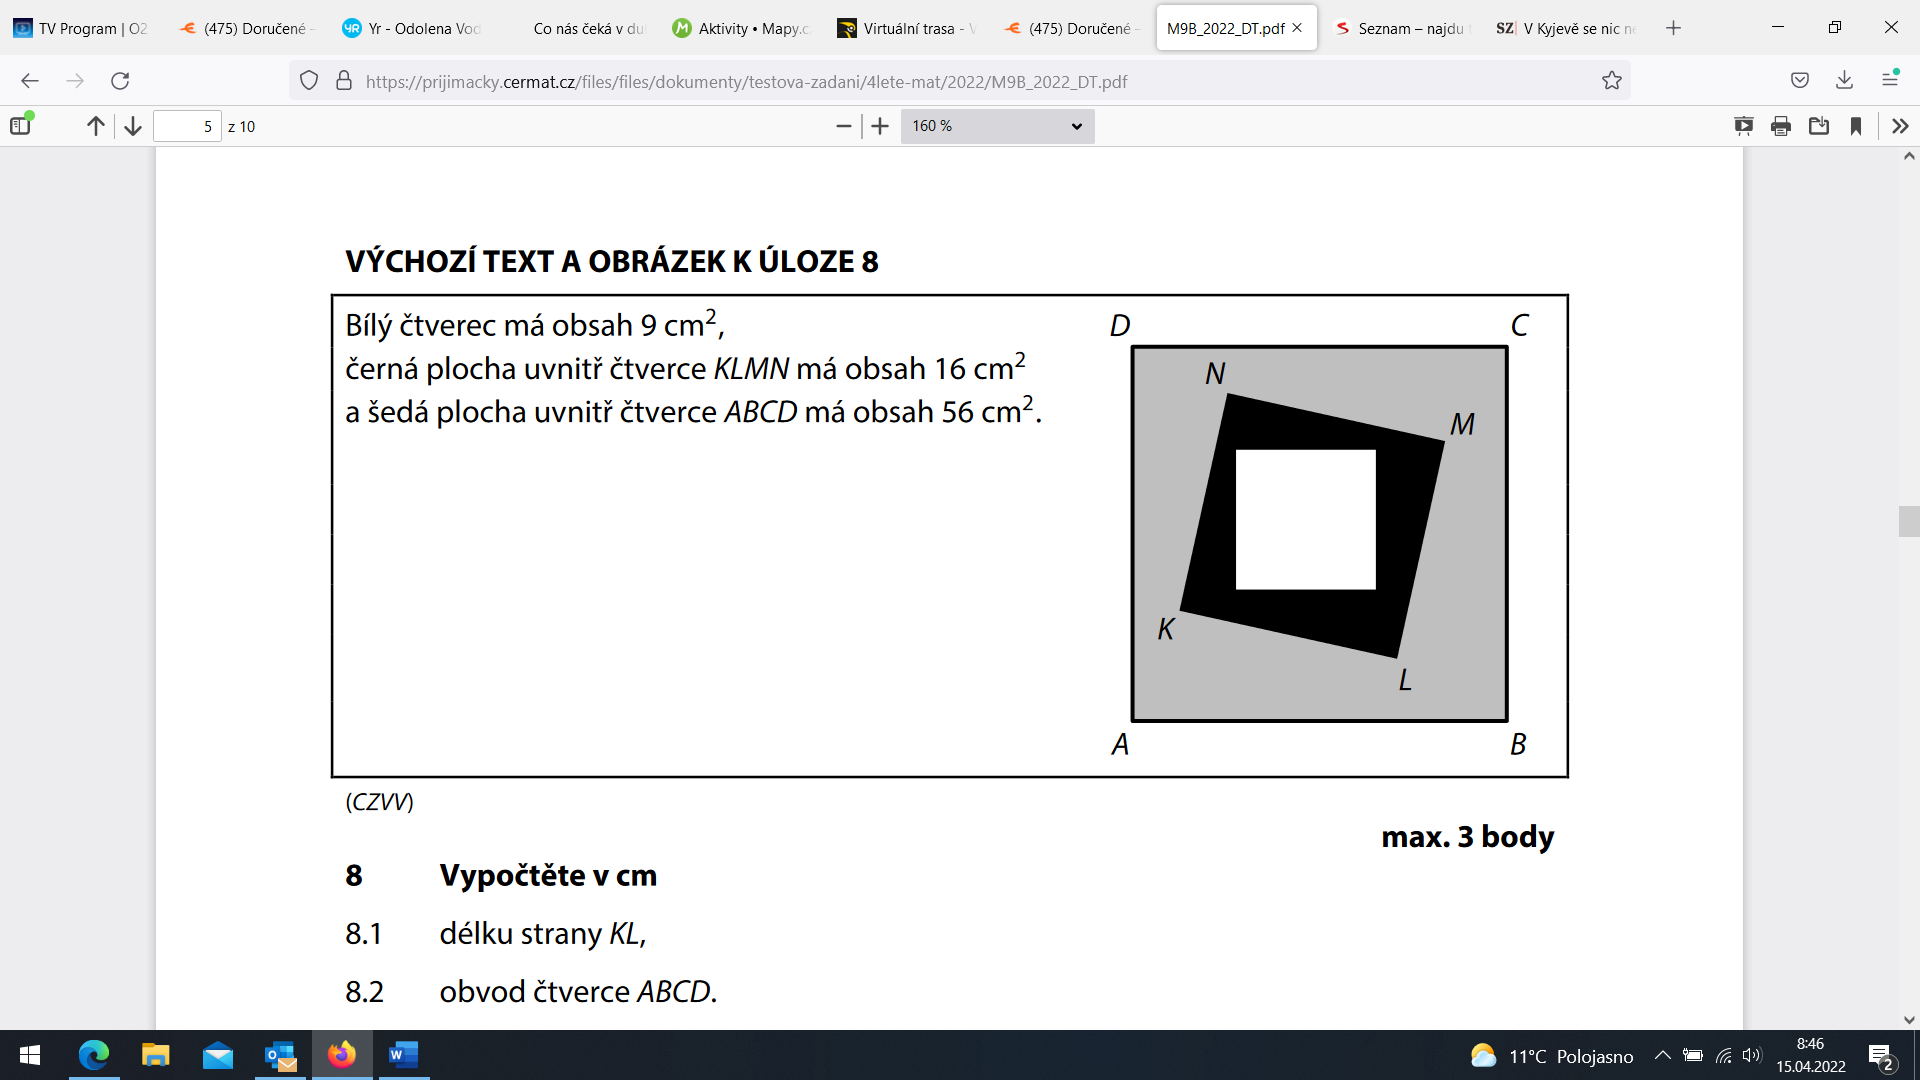 TV Program | O2
(475) Doručené -
Yr - Odolena Vod
Co nás čeká v du
Aktivity • Mapy.c
Virtuální trasa - V
(475) Doručené -
M9B_2022_DT.pdf
Seznam – najdu t
SZ V Kyjevě se nic ne
https://prijimacky.cermat.cz/files/files/dokumenty/testova-zadani/4lete-mat/2022/M9B_2022_DT.pdf
5 z 10
160 %
VÝCHOZÍ TEXT A OBRÁZEK K ÚLOZE 8
Bílý čtverec má obsah 9 cm²,
černá plocha uvnitř čtverce KLMN má obsah 16 cm²
a šedá plocha uvnitř čtverce ABCD má obsah 56 cm².
D
C
N
M
K
L
A
B
(CZVV)
max. 3 body
8 Vypočtěte v cm
8.1 délku strany KL,
8.2 obvod čtverce ABCD.
11°C Polojasno
8:46
15.04.2022
2